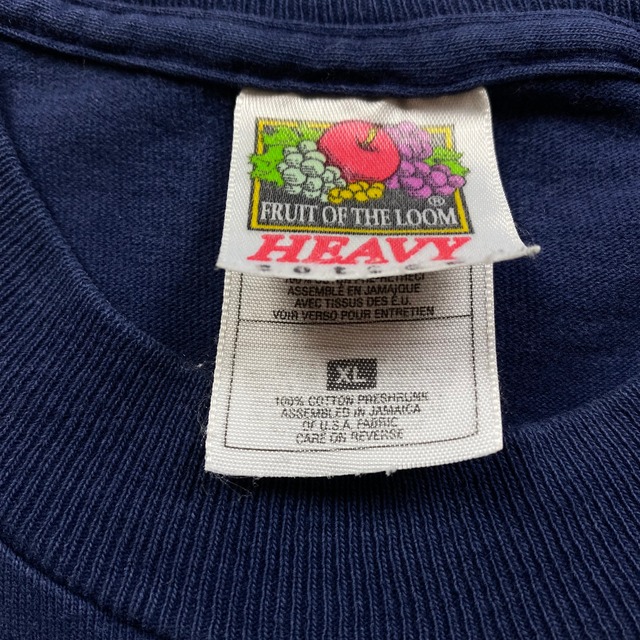 FRUIT OF THE LOOM®
HEAVY
ASSEMBLÉ EN JAMAIQUE
AVEC TISSUS DES É.U.
VOIR VERSO POUR ENTRETIEN
XL
100% COTTON PRESHRUNK
ASSEMBLED IN JAMAICA
OF U.S.A. FABRIC
CARE ON REVERSE